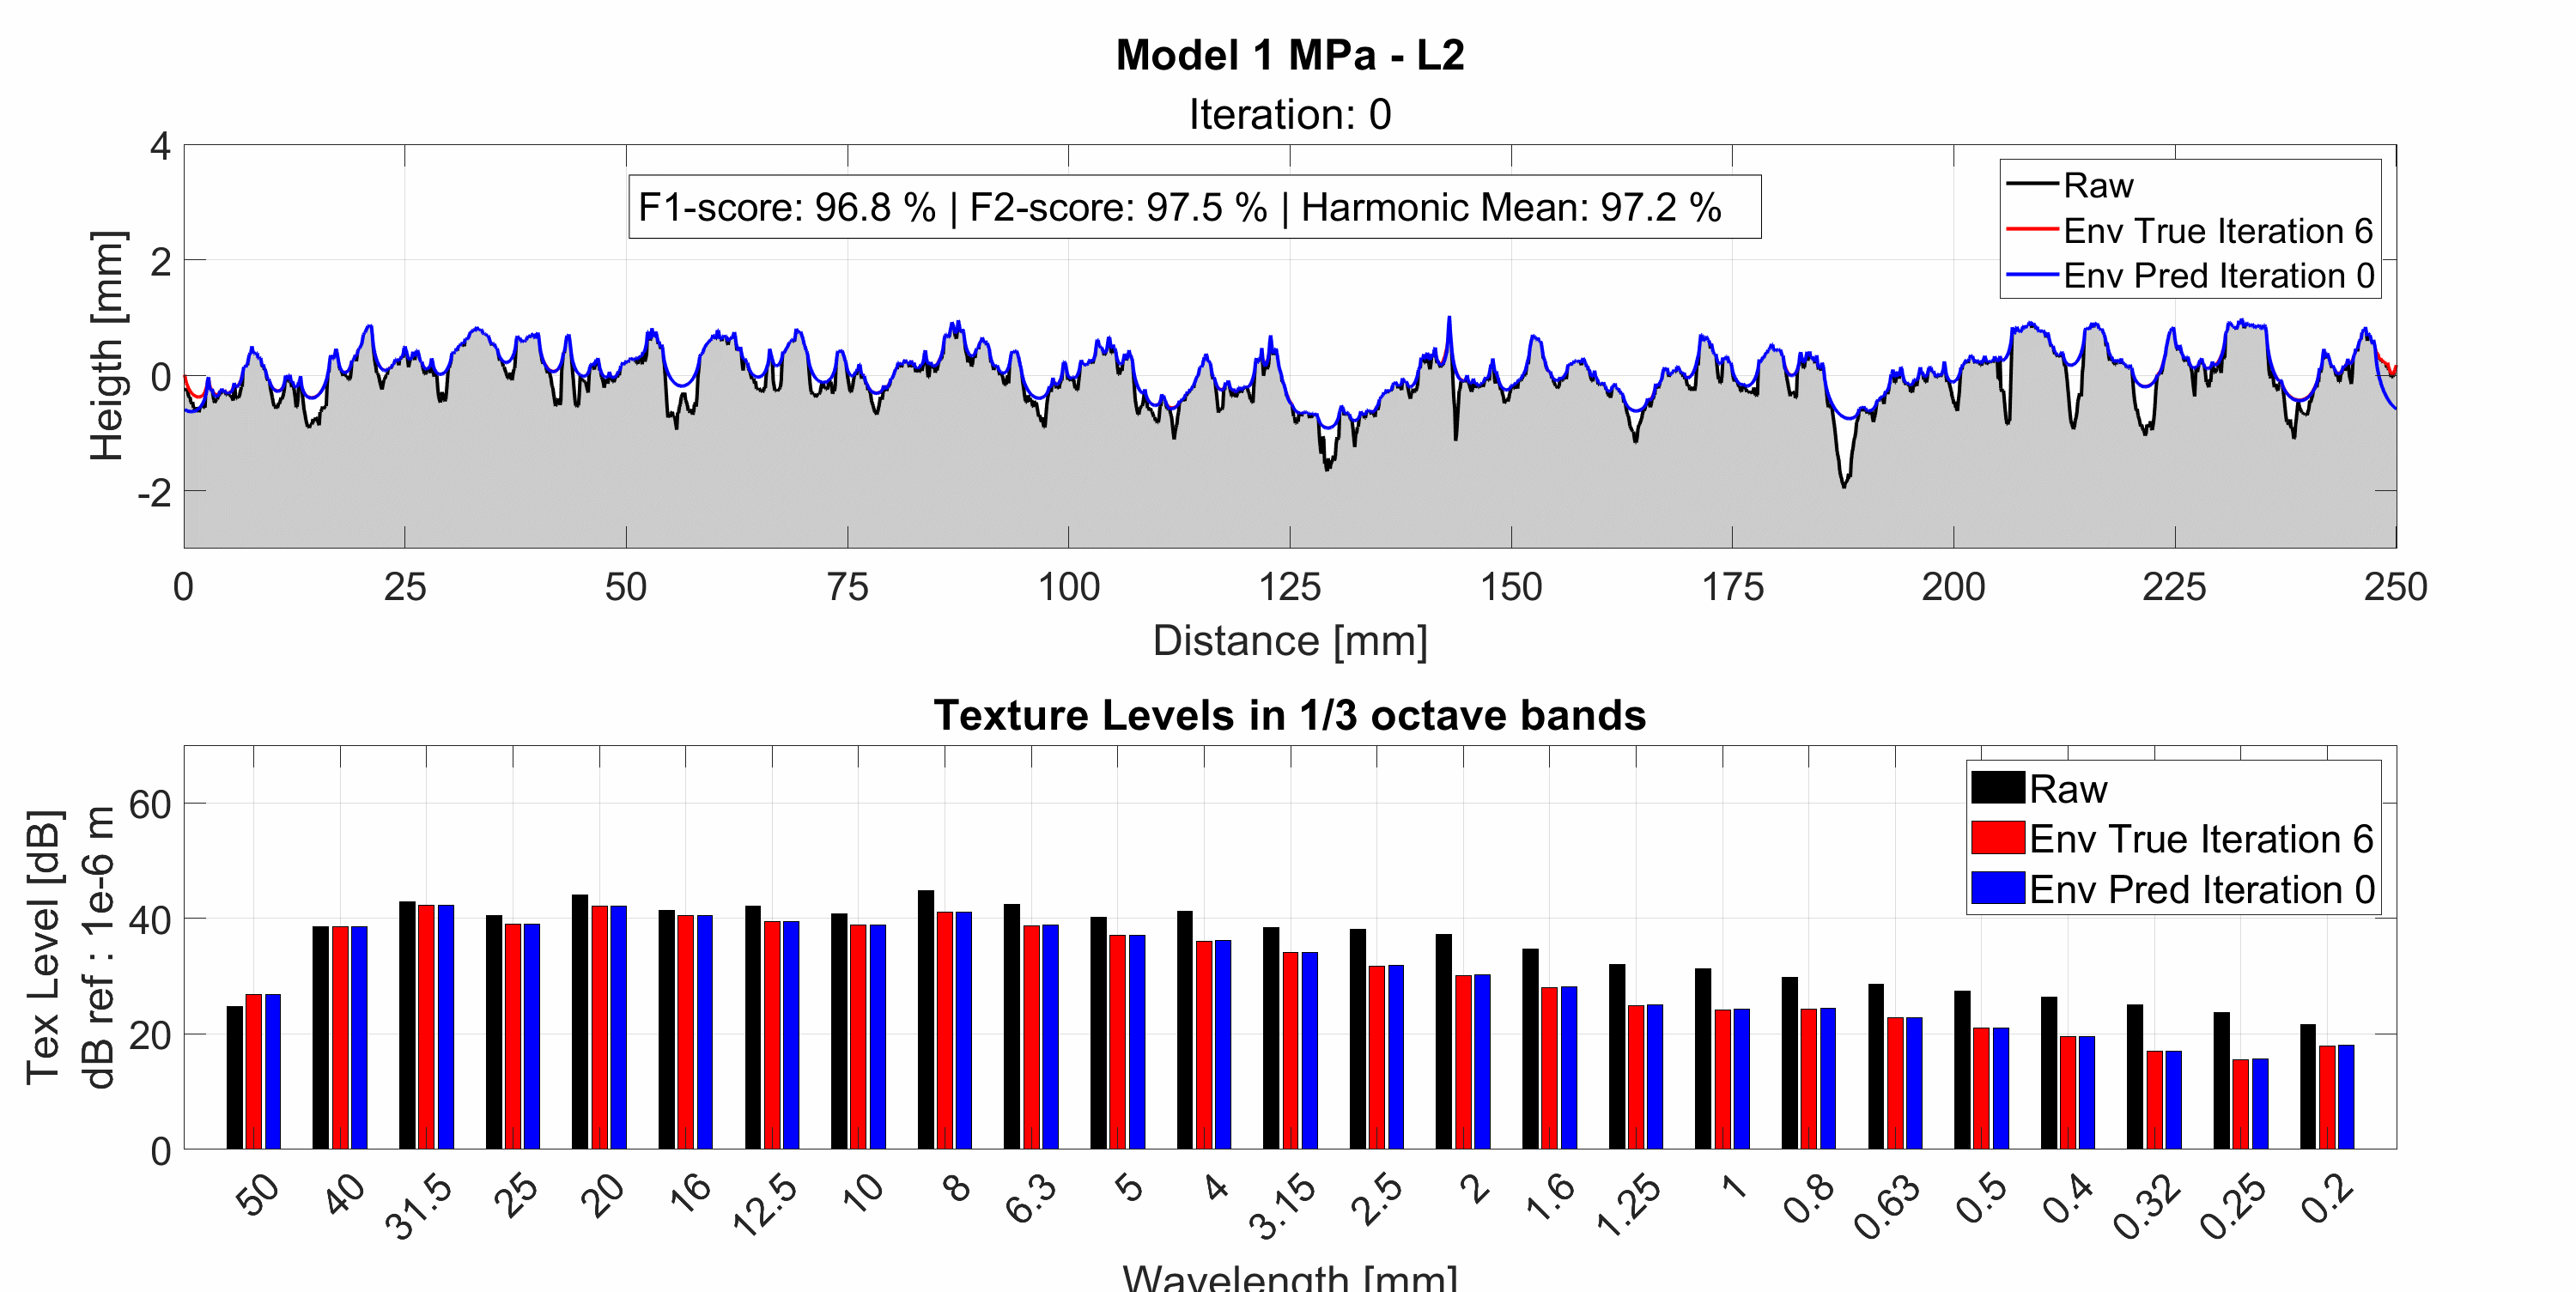 Model 1 MPa - L2
Iteration: 0
F1-score: 96.8 % | F2-score: 97.5 % | Harmonic Mean: 97.2 %
Raw
Env True Iteration 6
Env Pred Iteration 0
Heigth [mm]
4
2
0
-2
0 25 50 75 100 125 150 175 200 225 250
Distance [mm]
Texture Levels in 1/3 octave bands
Raw
Env True Iteration 6
Env Pred Iteration 0
Tex Level [dB]
dB ref : 1e-6 m
60
40
20
0
50 40 31.5 25 20 16 12.5 10 8 6.3 5 4 3.15 2.5 2 1.6 1.25 1 0.8 0.63 0.5 0.4 0.32 0.25 0.2
Wavelength [mm]